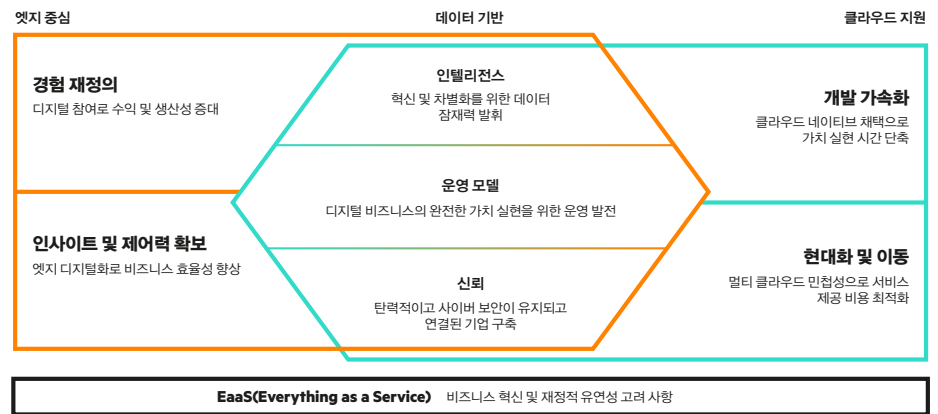 엣지 중심
데이터 기반
클라우드 지원
경험 재정의
디지털 참여로 수익 및 생산성 증대
인사이트 및 제어력 확보
엣지 디지털화로 비즈니스 효율성 향상
인텔리전스
혁신 및 차별화를 위한 데이터
잠재력 발휘
운영 모델
디지털 비즈니스의 완전한 가치 실현을 위한 운영 발전
신뢰
탄력적이고 사이버 보안이 유지되고
연결된 기업 구축
개발 가속화
클라우드 네이티브 채택으로
가치 실현 시간 단축
현대화 및 이동
멀티 클라우드 민첩성으로 서비스
제공 비용 최적화
EaaS(Everything as a Service) 비즈니스 혁신 및 재정적 유연성 고려 사항